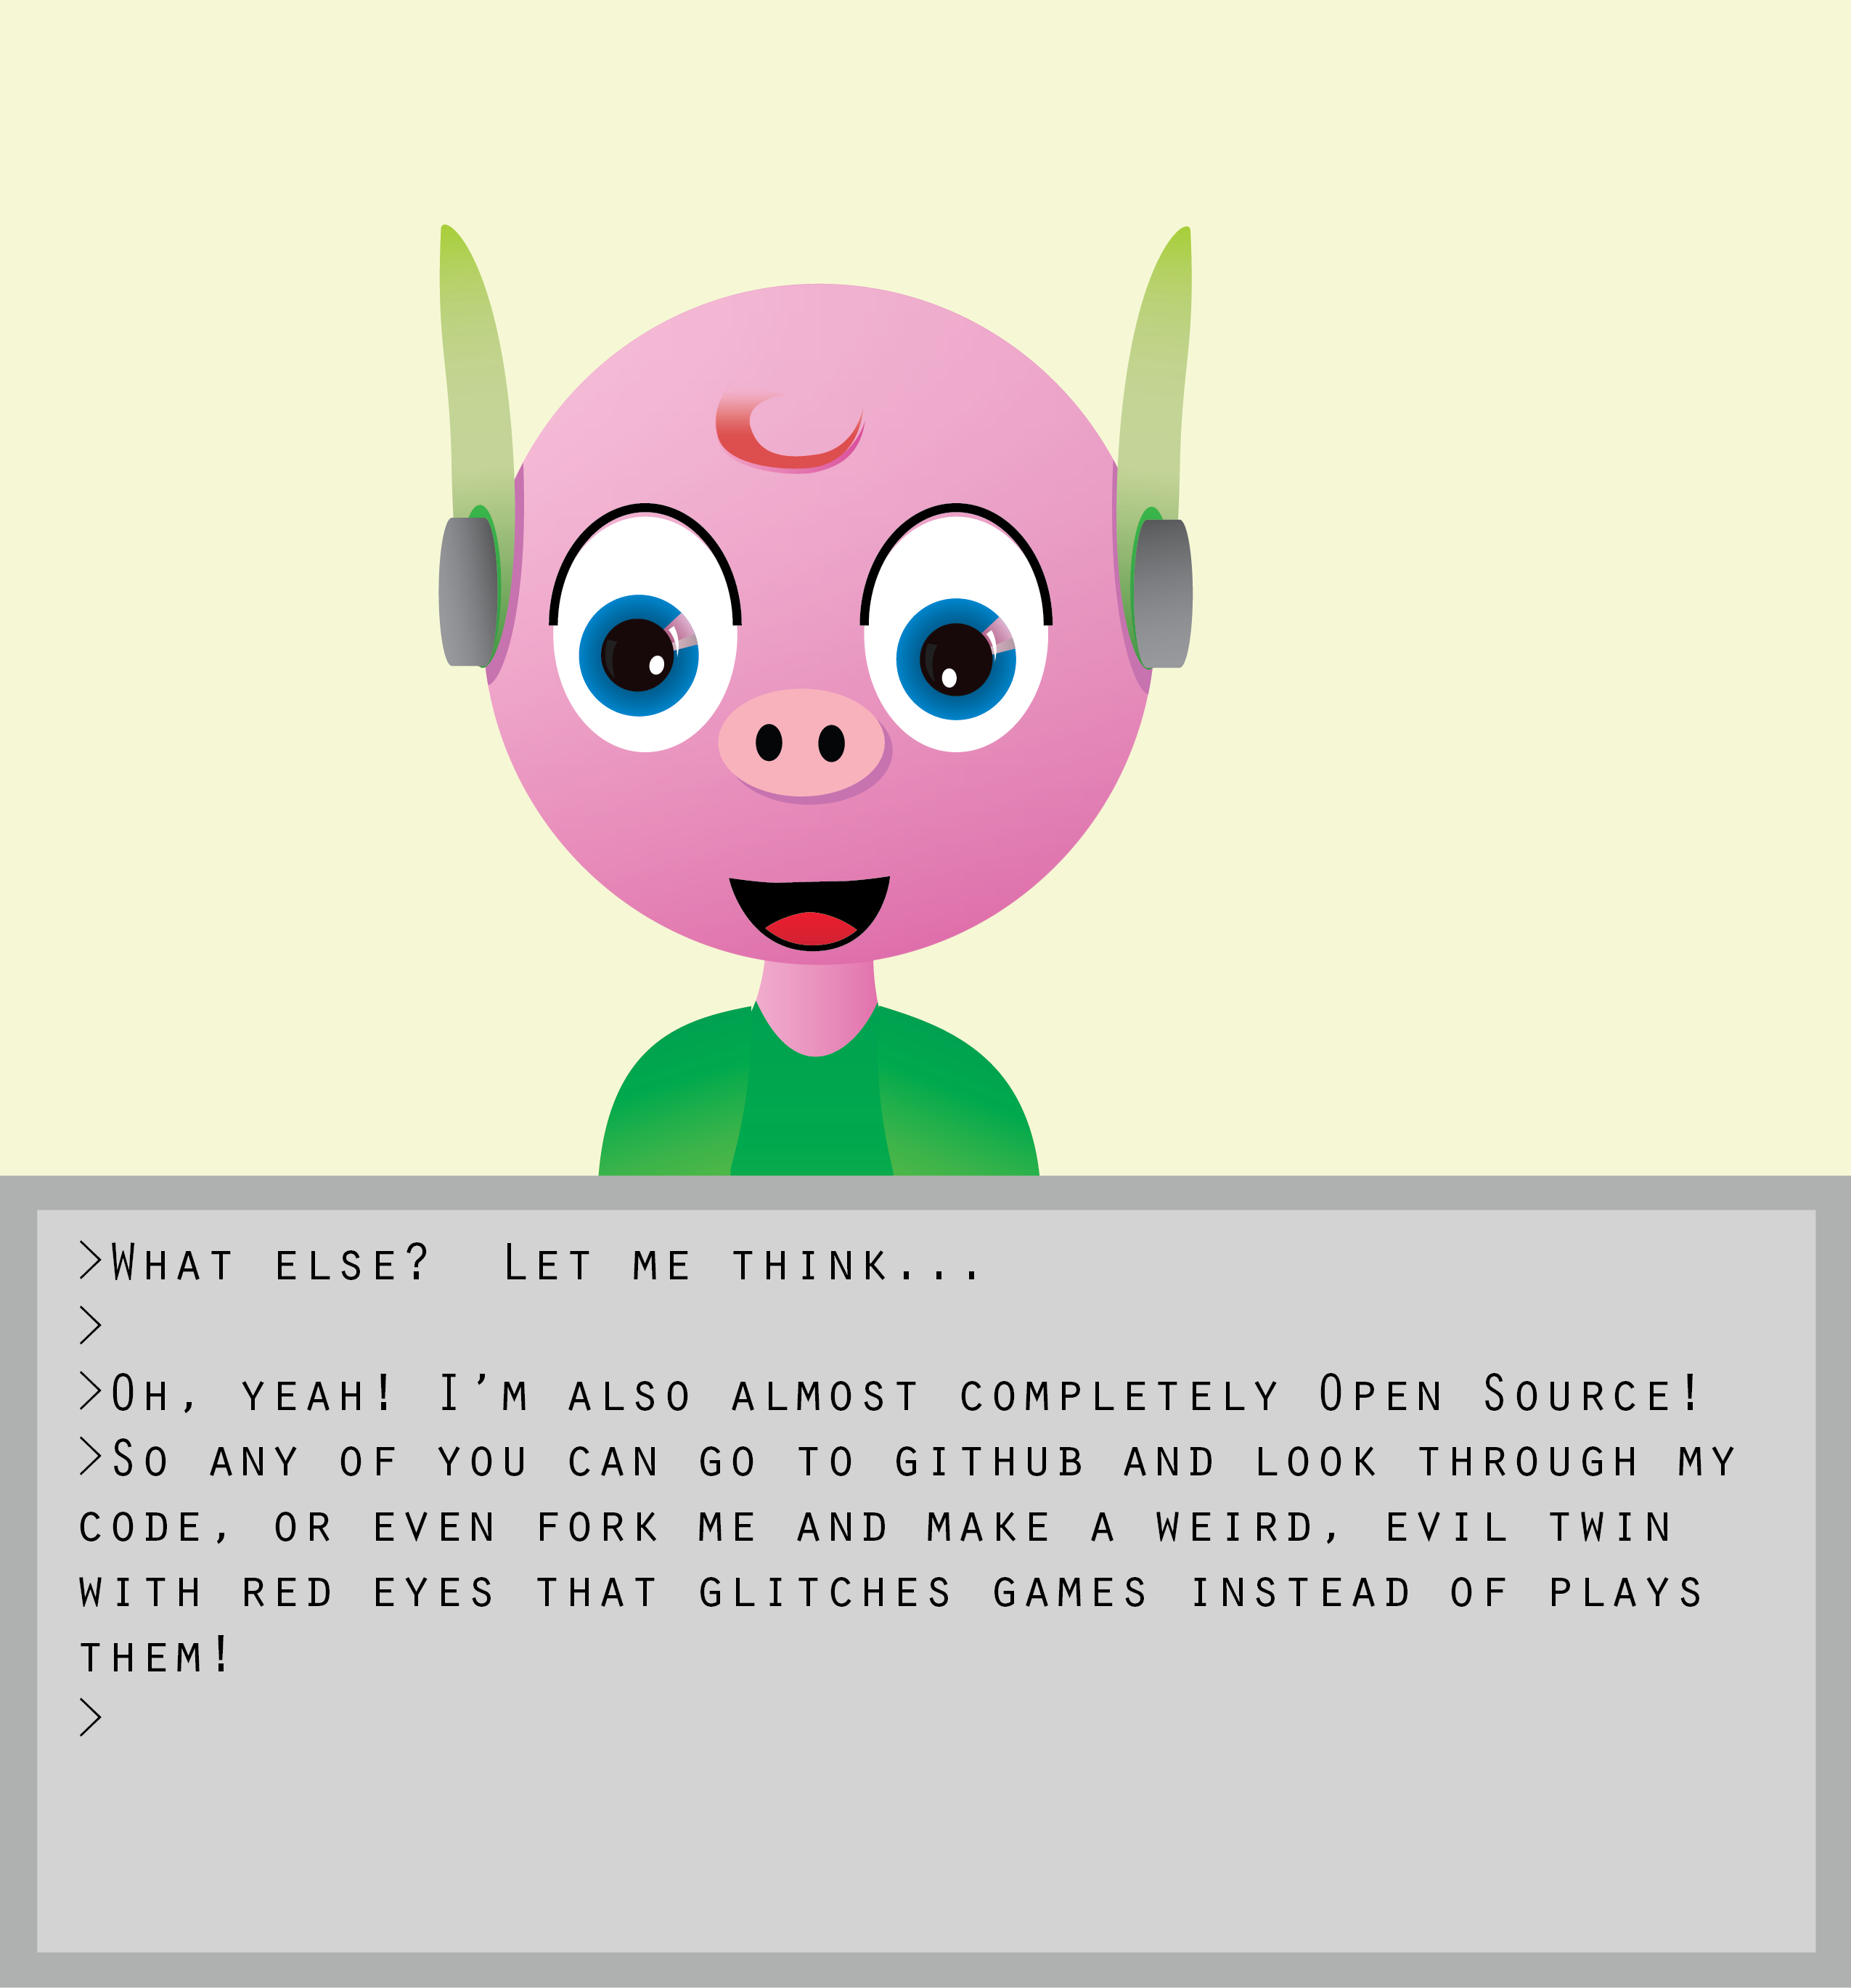 >What else?  Let me think...
>
>Oh, yeah! I’m also almost completely Open Source!
>So any of you can go to github and look through my
code, or even fork me and make a weird, evil twin
with red eyes that glitches games instead of plays
them!
>